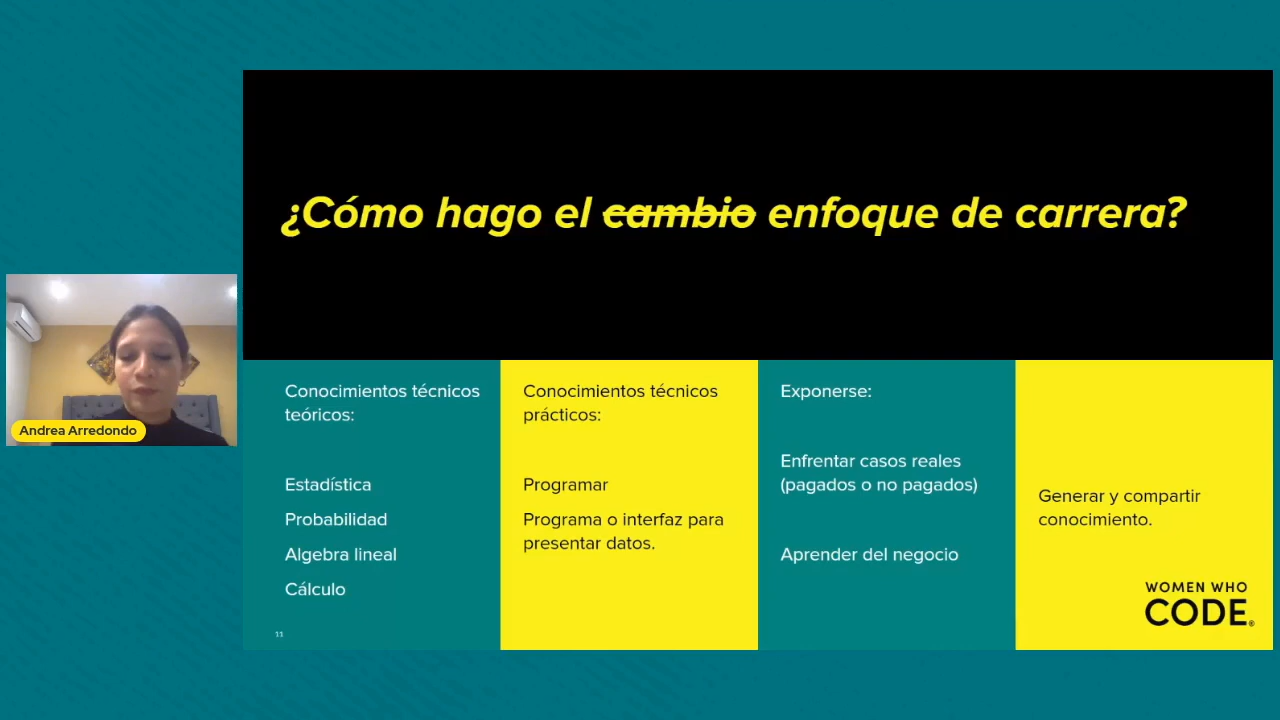 ¿Cómo hago el cambio enfoque de carrera?
Andrea Arredondo
Conocimientos técnicos
teóricos:
Estadística
Probabilidad
Algebra lineal
Cálculo
11
Conocimientos técnicos
prácticos:
Programar
Programa o interfaz para
presentar datos.
Exponerse:
Enfrentar casos reales
(pagados o no pagados)
Aprender del negocio
Generar y compartir
conocimiento.
WOMEN WHO
CODE®